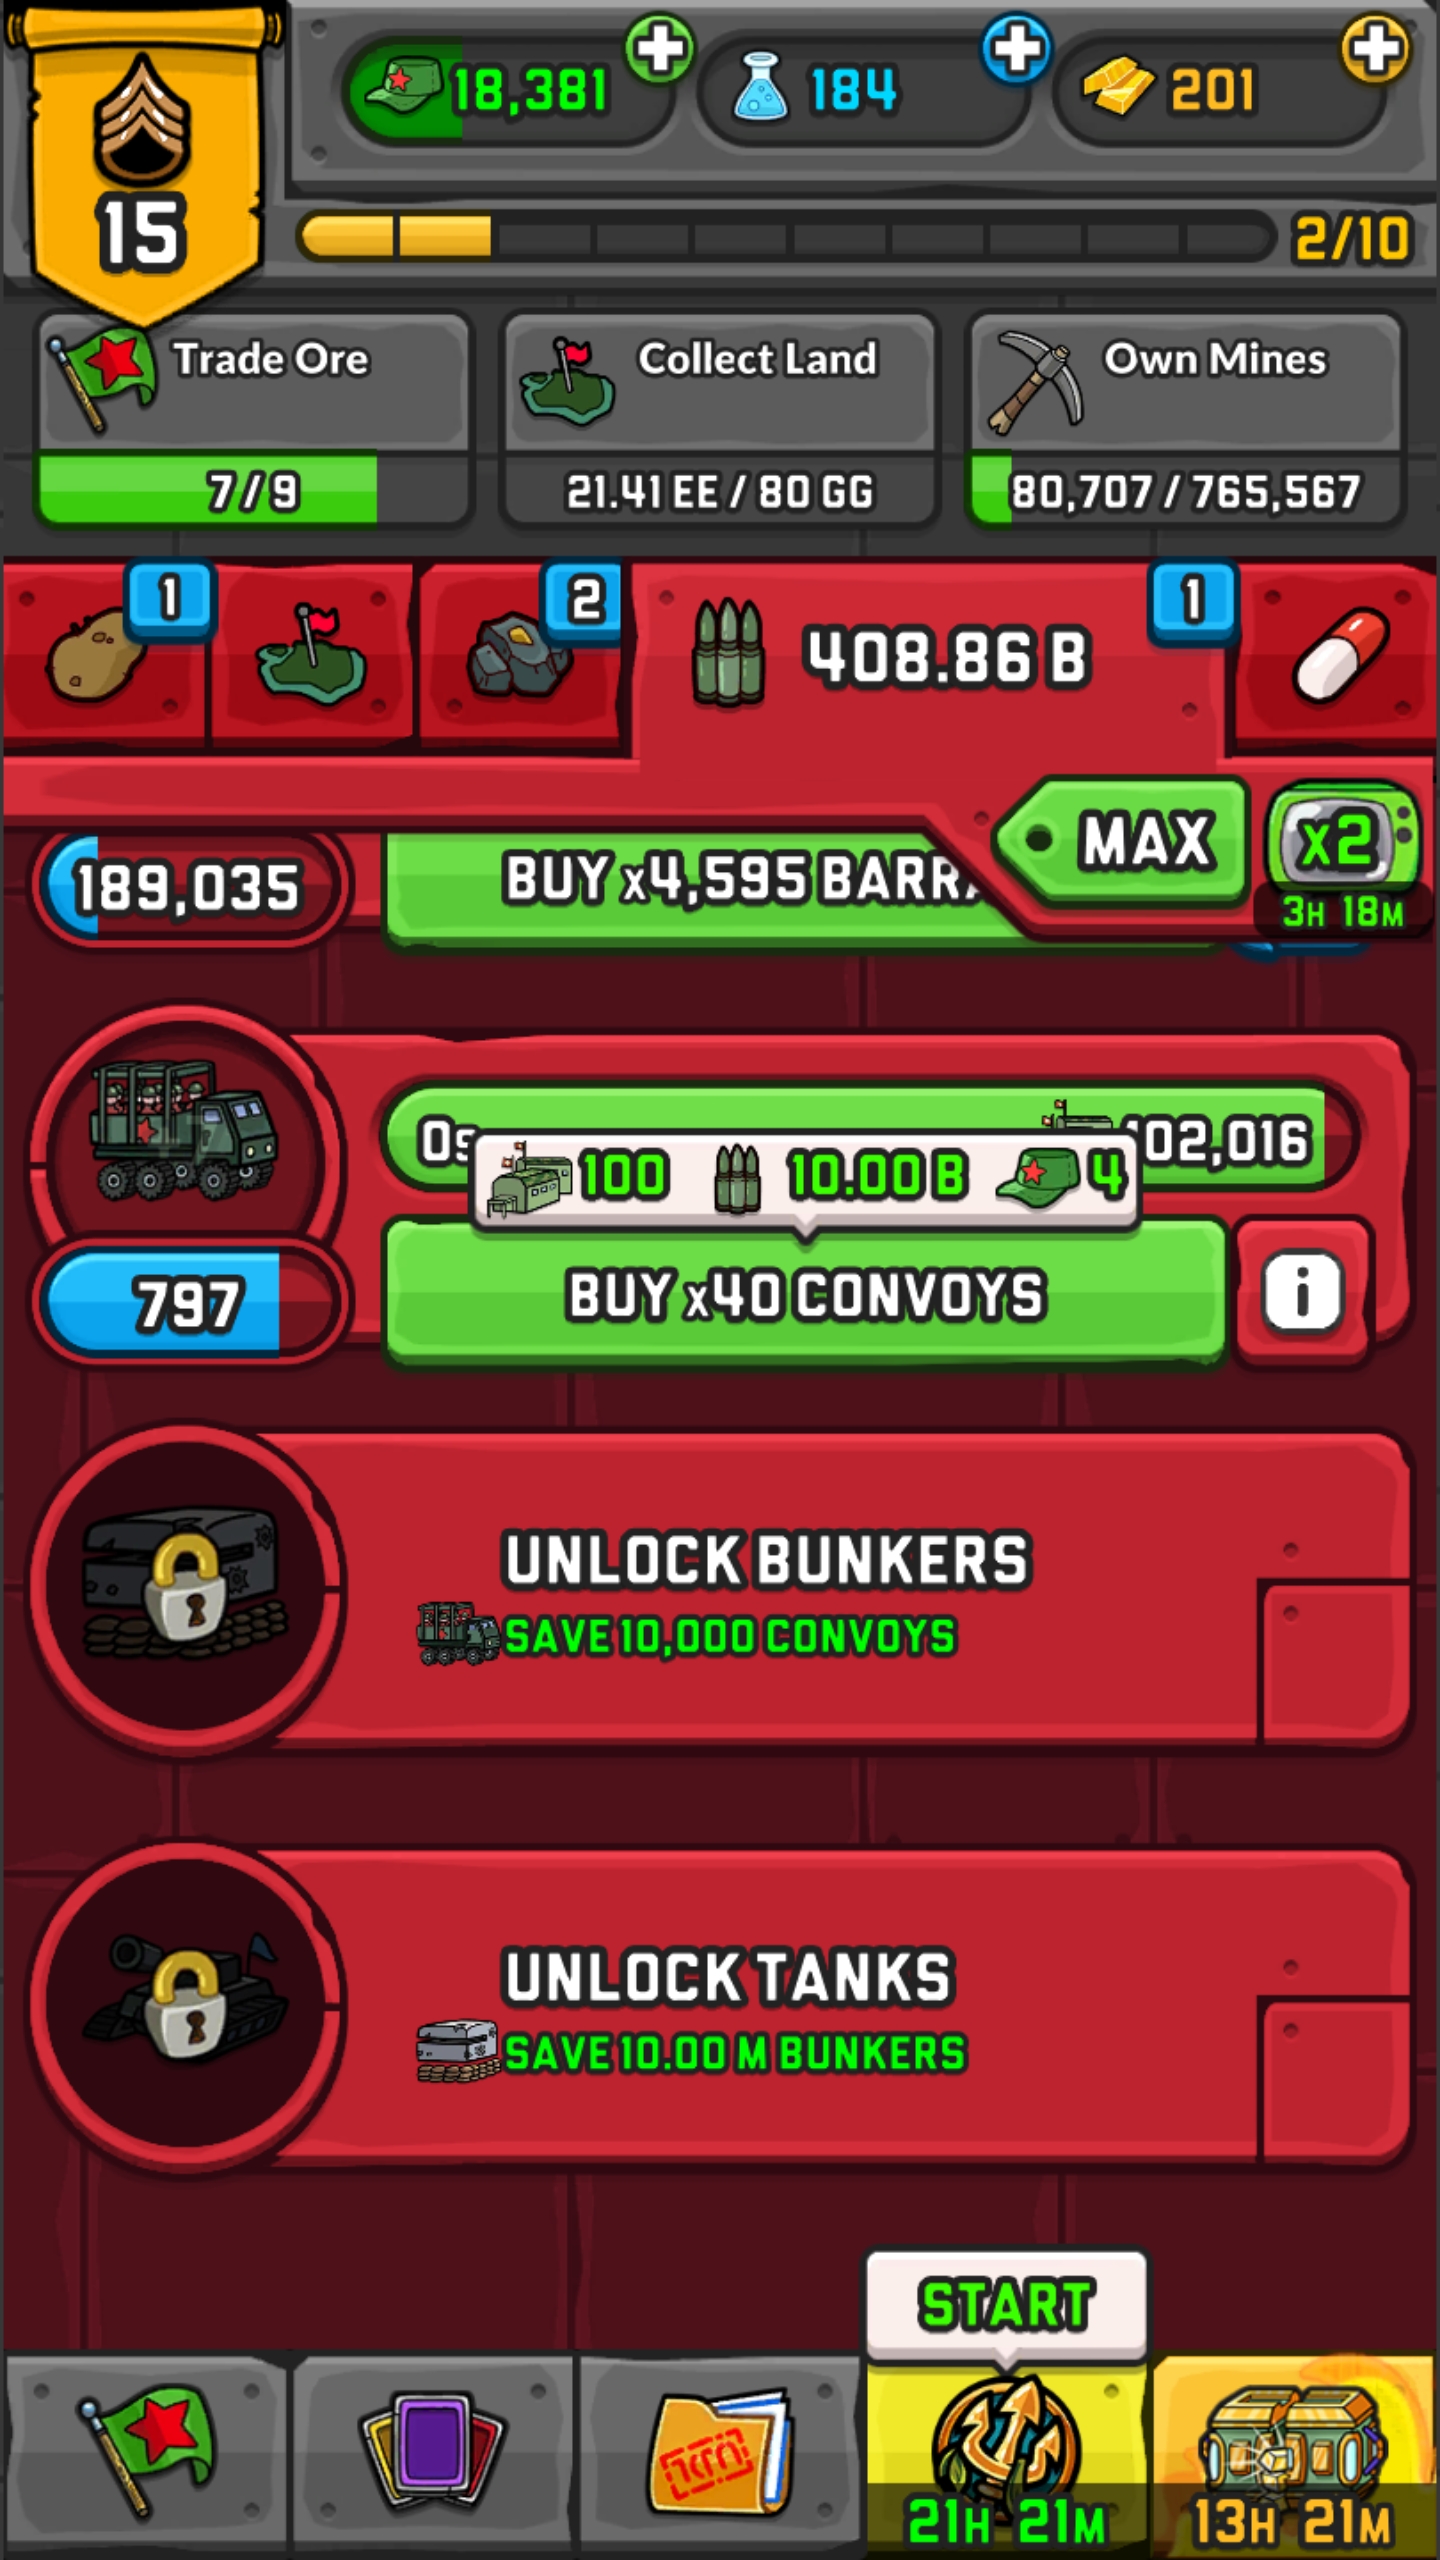 18,381
184
201
15
2/10
Trade Ore
Collect Land
Own Mines
7/9
21.41 EE / 80 GG
80,707 / 765,567
1
2
408.86 B
1
MAX
x2
3H 18M
189,035
BUY x4,595
0s
02,016
100
10.00 B
4
797
BUY x40 CONVOYS
i
UNLOCK BUNKERS
SAVE 10,000 CONVOYS
UNLOCK TANKS
SAVE 10.00 M BUNKERS
START
21H 21M
13H 21M